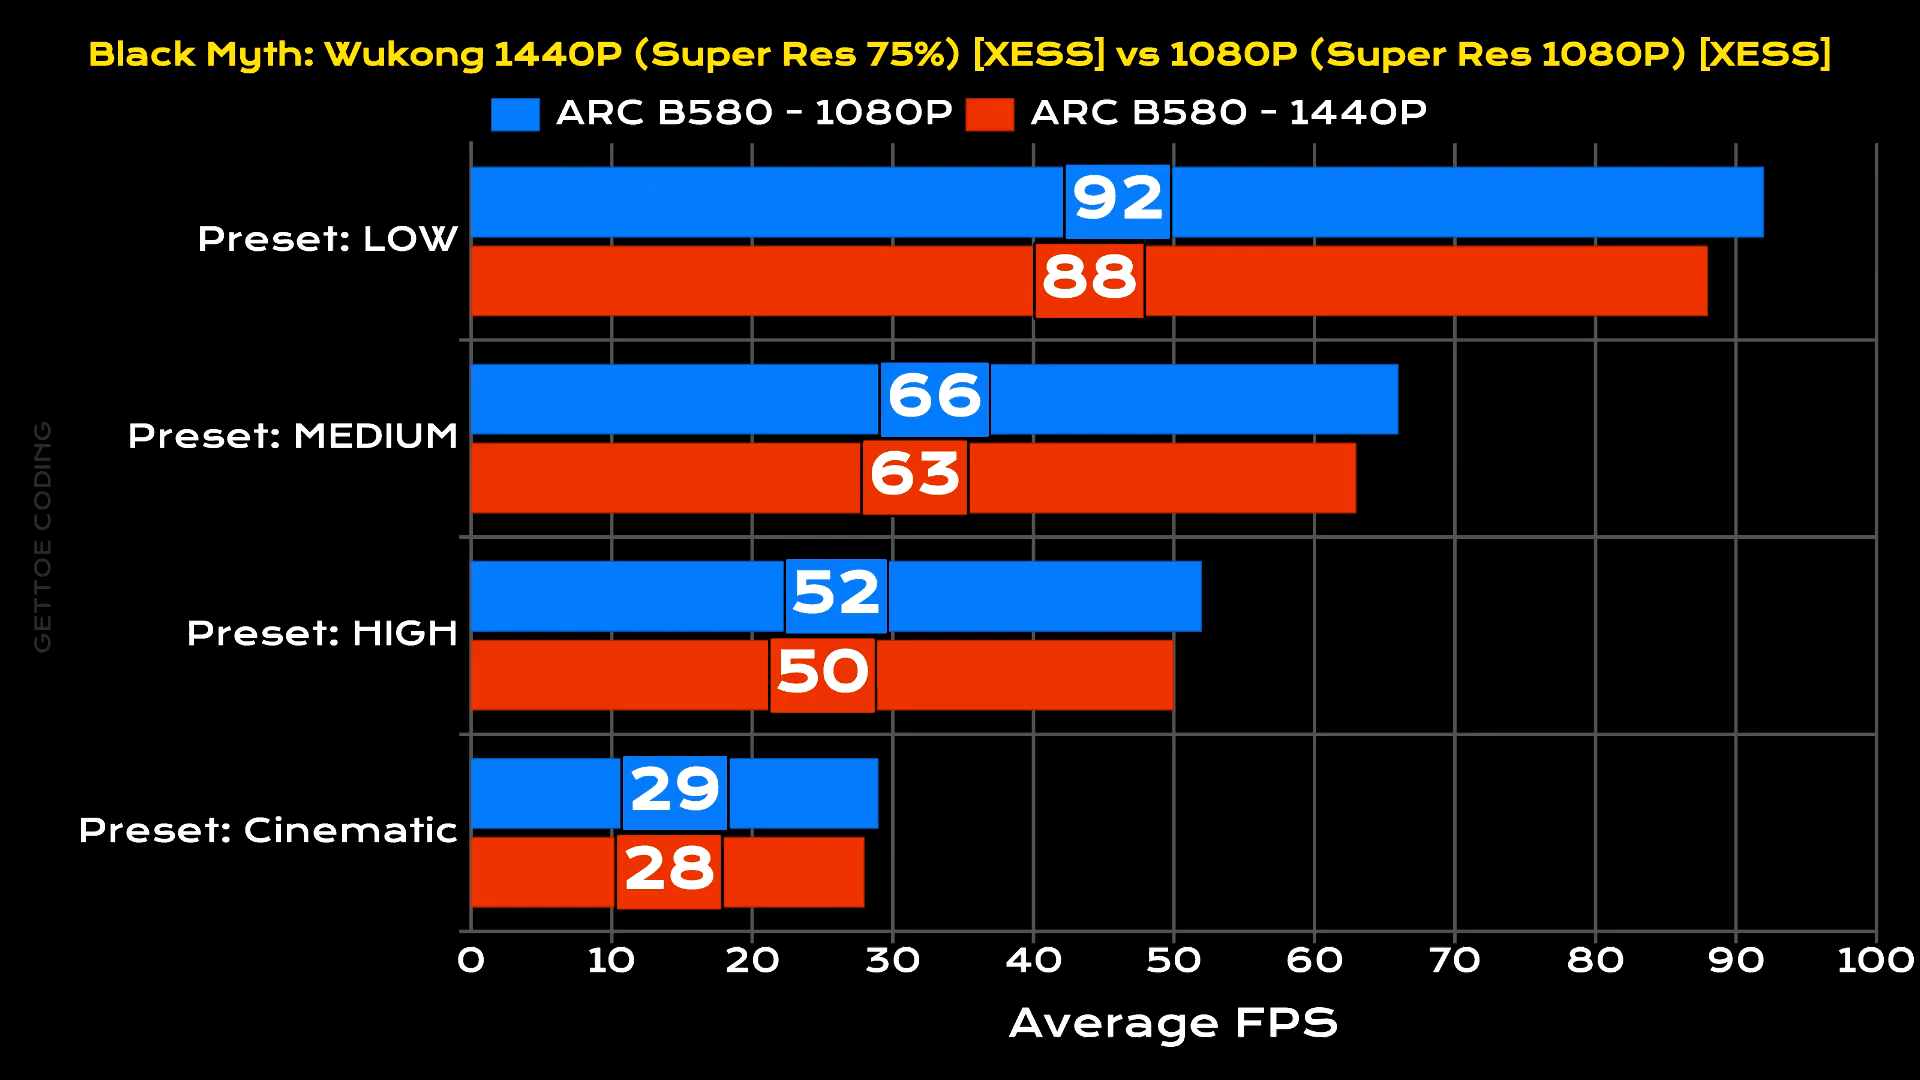 Black Myth: Wukong 1440P (Super Res 75%) [XESS] vs 1080P (Super Res 1080P) [XESS]
ARC B580 - 1080P ARC B580 - 1440P
Preset: LOW
92
88
Preset: MEDIUM
66
63
Preset: HIGH
52
50
Preset: Cinematic
29
28
0 10 20 30 40 50 60 70 80 90 100
Average FPS
GETTOE CODING